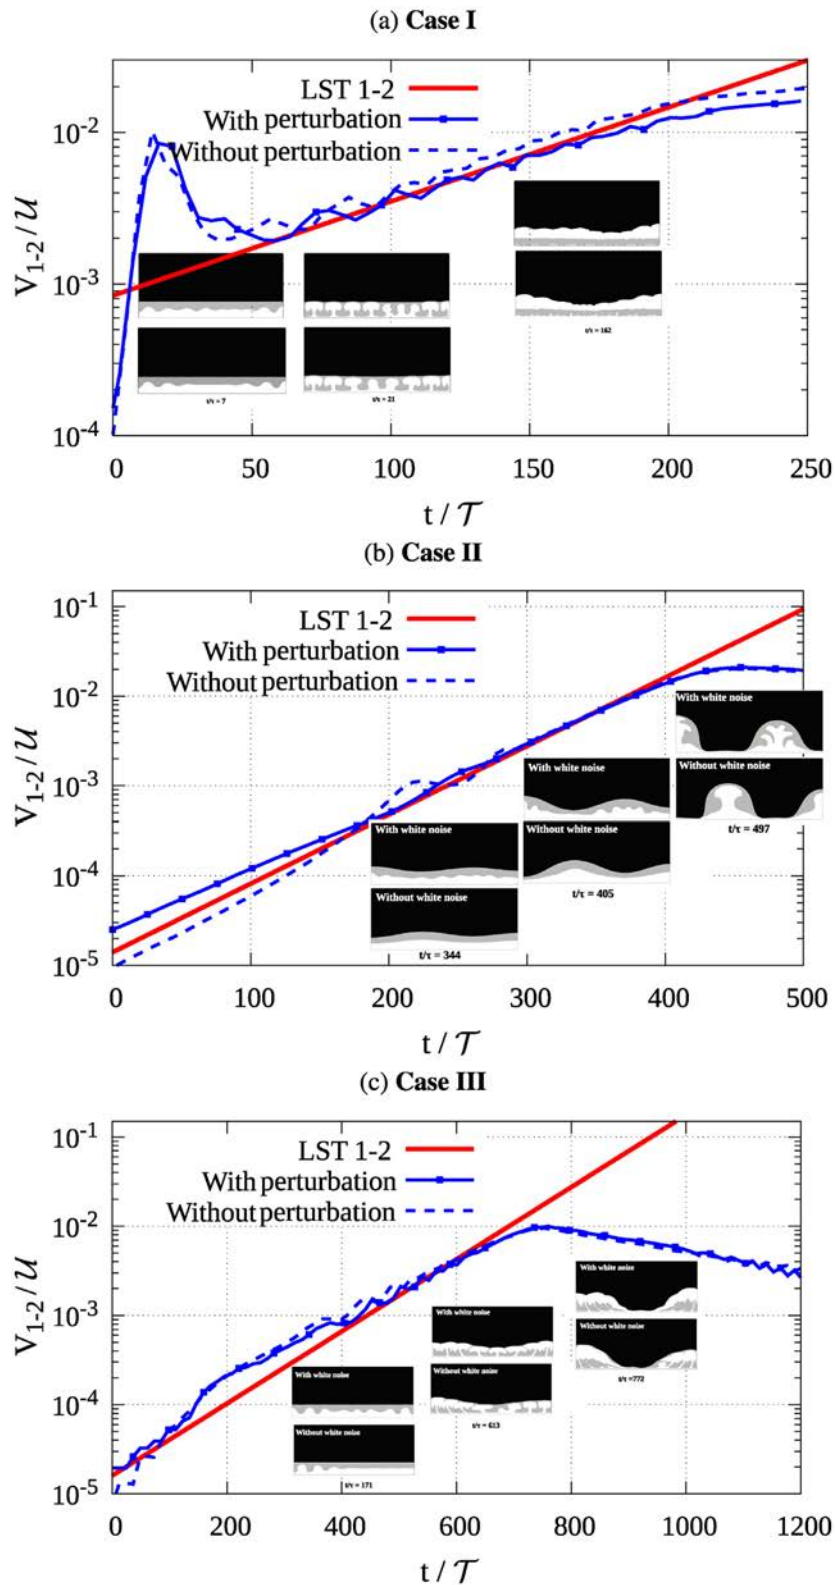 (a) Case I
LST 1-2
With perturbation
Without perturbation
V1-2 / U
10-2
10-3
10-4
t/τ = 7
t/τ = 21
t/τ = 162
0 50 100 150 200 250
t / T
(b) Case II
LST 1-2
With perturbation
Without perturbation
V1-2 / U
10-1
10-2
10-3
10-4
10-5
With white noise
Without white noise
t/τ = 497
With white noise
Without white noise
t/τ = 405
With white noise
Without white noise
t/τ = 344
0 100 200 300 400 500
t / T
(c) Case III
LST 1-2
With perturbation
Without perturbation
V1-2 / U
10-1
10-2
10-3
10-4
10-5
With white noise
Without white noise
t/τ =772
With white noise
Without white noise
t/τ = 613
With white noise
Without white noise
t/τ = 171
0 200 400 600 800 1000 1200
t / T